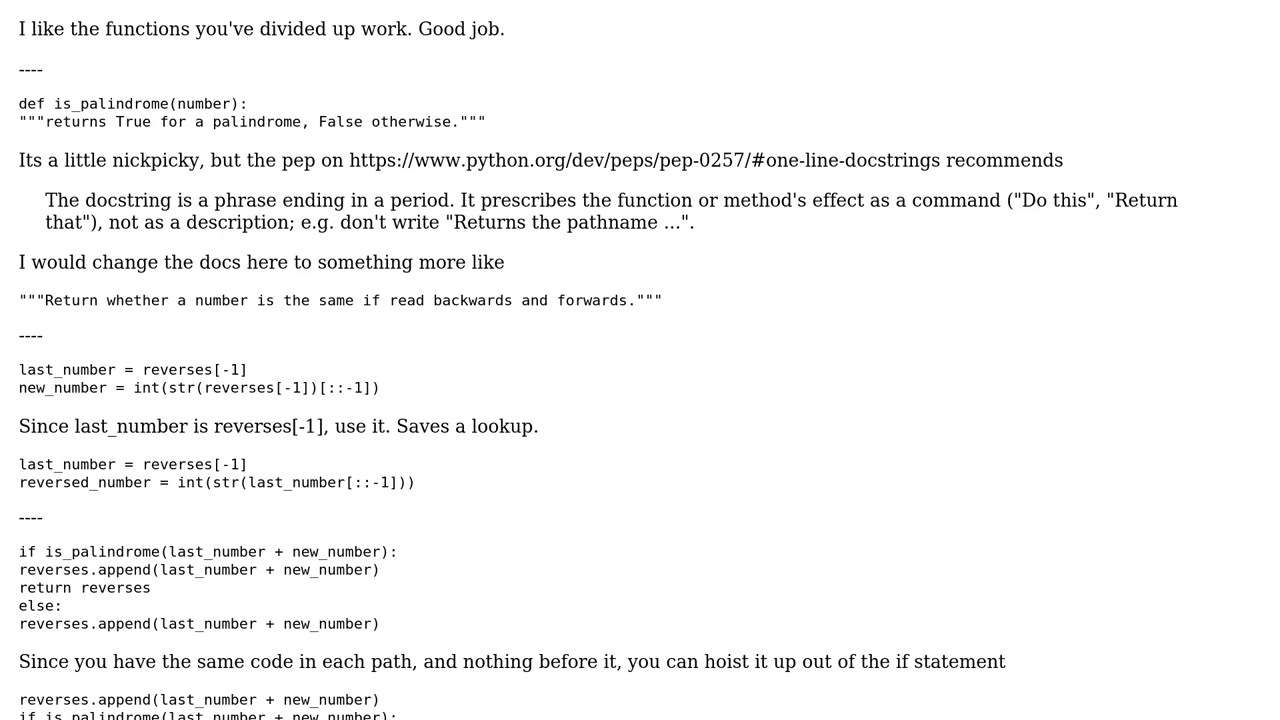 I like the functions you've divided up work. Good job.
----
def is_palindrome(number):
"""returns True for a palindrome, False otherwise."""
Its a little nickpicky, but the pep on https://www.python.org/dev/peps/pep-0257/#one-line-docstrings recommends
The docstring is a phrase ending in a period. It prescribes the function or method's effect as a command ("Do this", "Return
that"), not as a description; e.g. don't write "Returns the pathname ...".
I would change the docs here to something more like
"""Return whether a number is the same if read backwards and forwards."""
----
last_number = reverses[-1]
new_number = int(str(reverses[-1])[::-1])
Since last_number is reverses[-1], use it. Saves a lookup.
last_number = reverses[-1]
reversed_number = int(str(last_number[::-1]))
----
if is_palindrome(last_number + new_number):
reverses.append(last_number + new_number)
return reverses
else:
reverses.append(last_number + new_number)
Since you have the same code in each path, and nothing before it, you can hoist it up out of the if statement
reverses.append(last_number + new_number)
if is_palindrome(last_number + new_number):